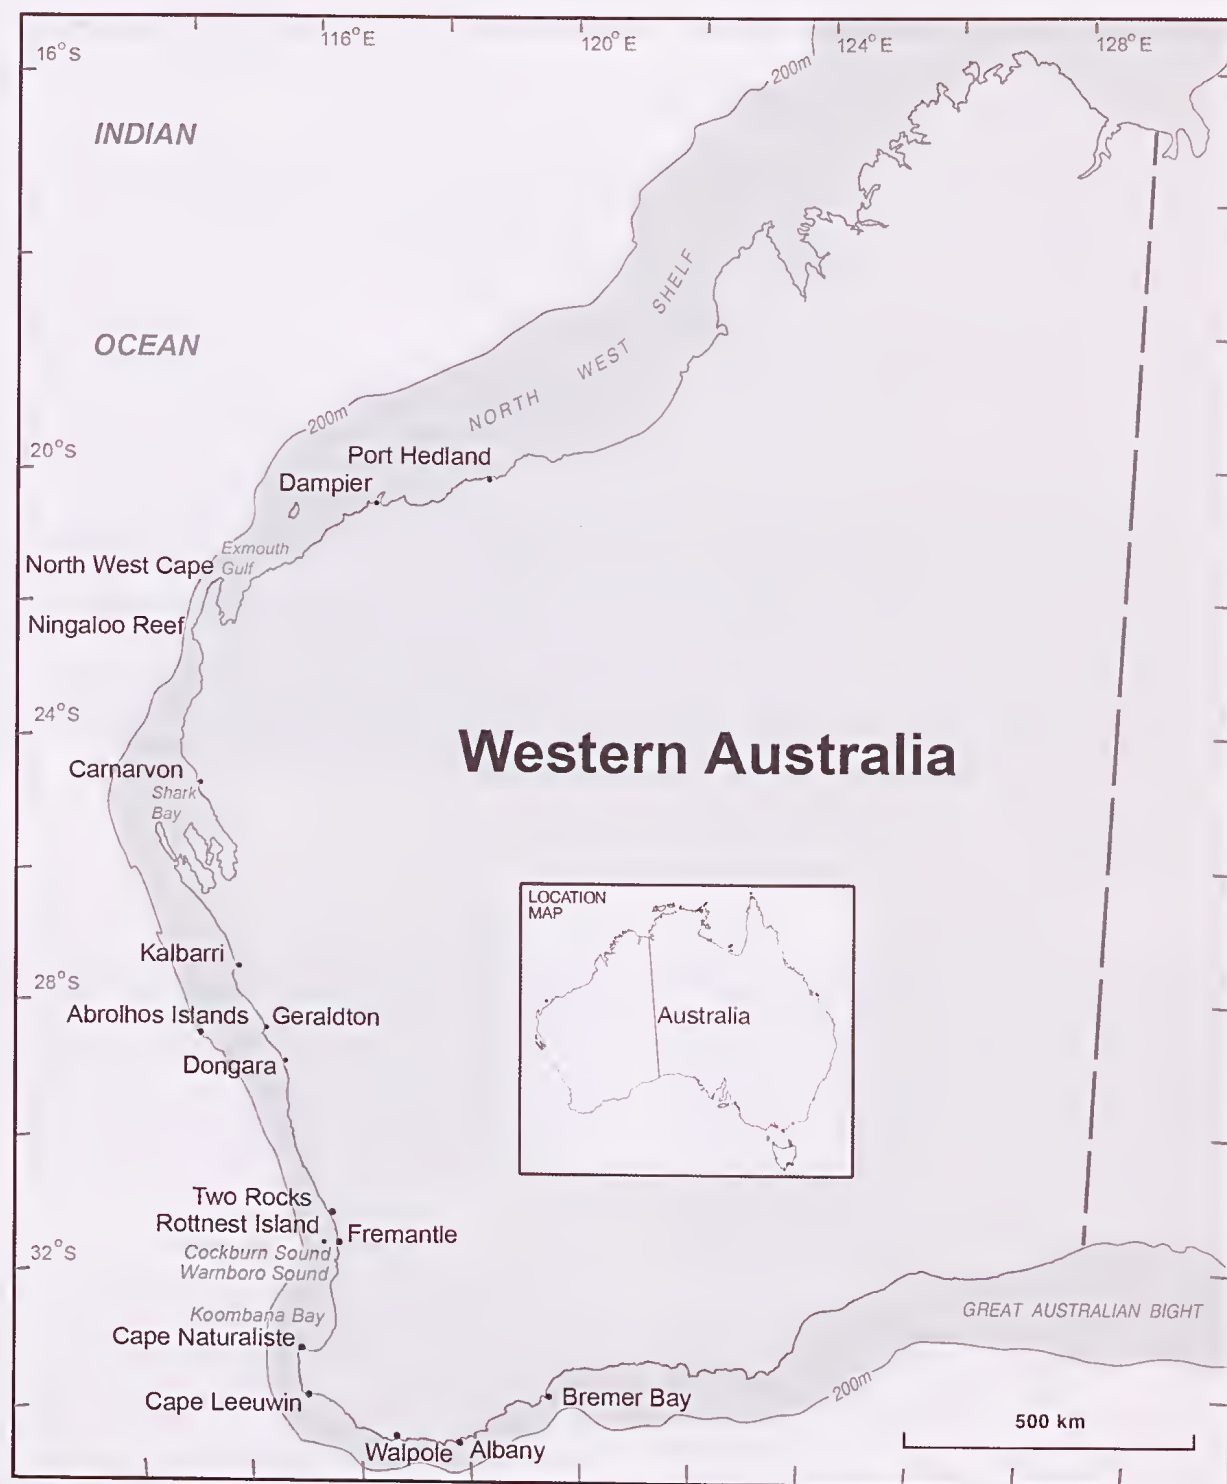 116°E
120°E
124°E
128°E
16°S
200m
INDIAN
OCEAN
NORTH WEST SHELF
200m
20°S
Port Hedland
Dampier
Exmouth
Gulf
North West Cape
Ningaloo Reef
24°S
Western Australia
Carnarvon
Shark
Bay
LOCATION
MAP
Australia
Kalbarri
28°S
Abrolhos Islands
Geraldton
Dongara
Two Rocks
Rottnest Island
Fremantle
32°S
Cockburn Sound
Warnboro Sound
Koombana Bay
GREAT AUSTRALIAN BIGHT
Cape Naturaliste
200m
Cape Leeuwin
Bremer Bay
500 km
Walpole
Albany